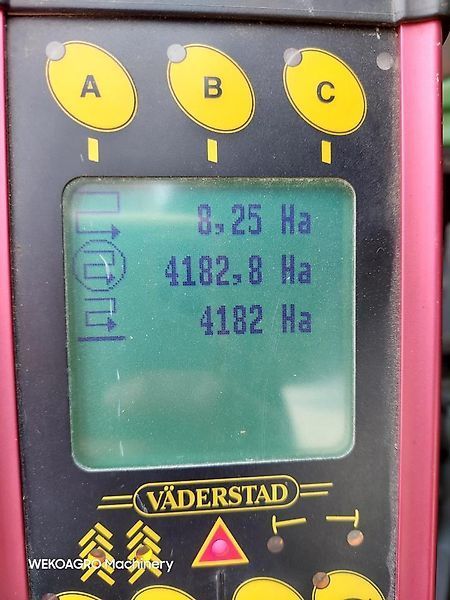 A B C
8,25 Ha
4182,8 Ha
4182 Ha
VÄDERSTAD
WEKOAGRO Machinery